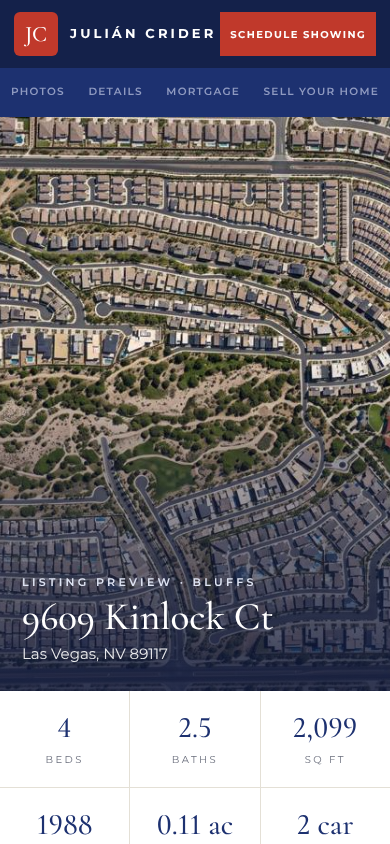 JC JULIÁN CRIDER SCHEDULE SHOWING
PHOTOS DETAILS MORTGAGE SELL YOUR HOME
LISTING PREVIEW · BLUFFS
9609 Kinlock Ct
Las Vegas, NV 89117
4 2.5 2,099
BEDS BATHS SQ FT
1988 0.11 ac 2 car